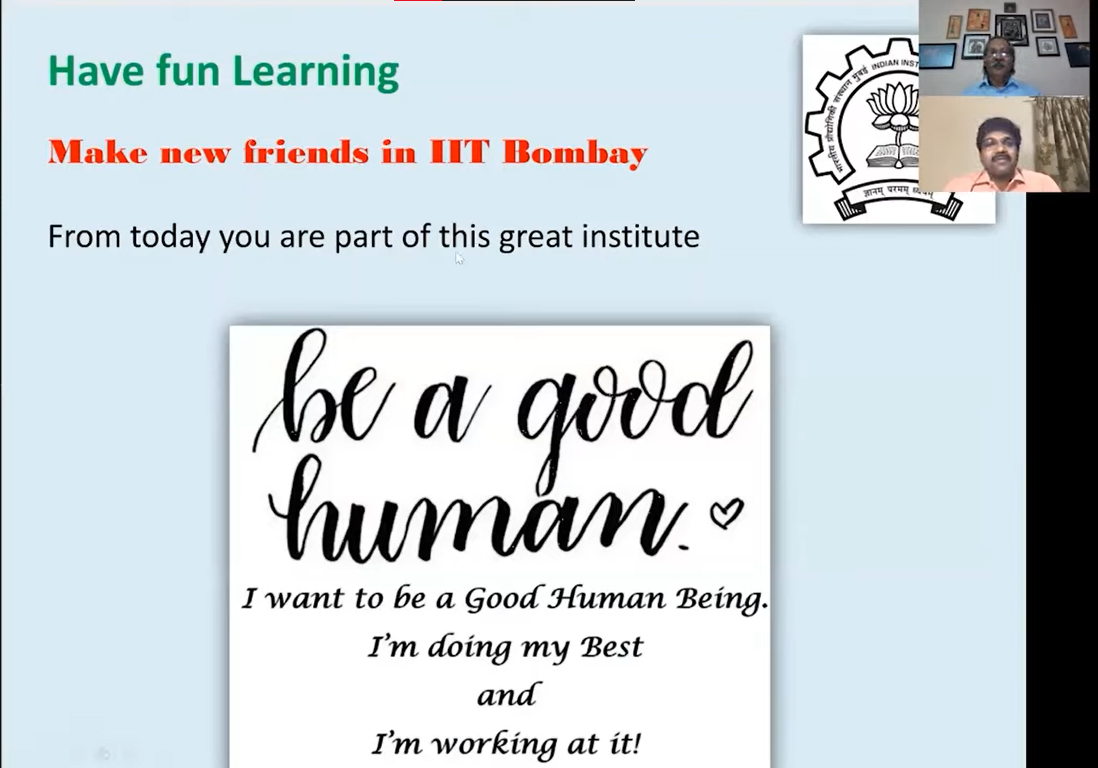 Have fun Learning
Make new friends in IIT Bombay
From today you are part of this great institute
भारतीय प्रौद्योगिकी संस्थान मुंबई
INDIAN INST
ज्ञानम् परमम् ध्येयम्
be a good
human.
I want to be a Good Human Being.
I'm doing my Best
and
I'm working at it!